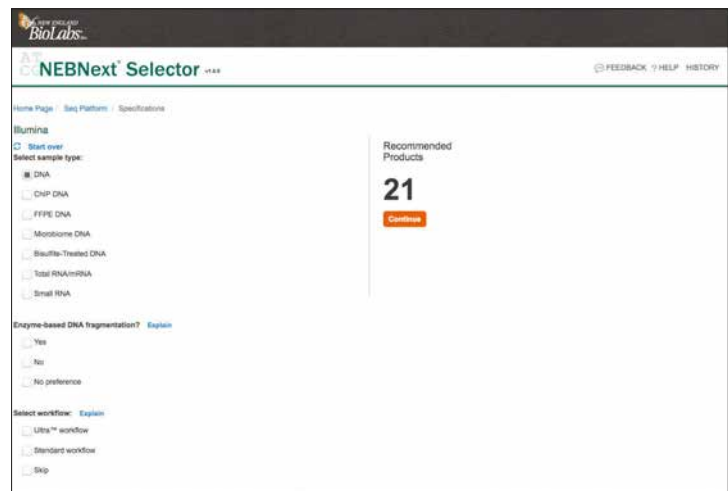 NEW ENGLAND
BioLabs Inc.
NEBNext® Selector
FEEDBACK ? HELP HISTORY
Home Page / Seq Platform / Specifications
Illumina
Start over
Select sample type:
DNA
ChIP DNA
FFPE DNA
Microbiome DNA
Bisulfite-Treated DNA
Total RNA/mRNA
Small RNA
Recommended
Products
21
Continue
Enzyme-based DNA fragmentation? Explain
Yes
No
No preference
Select workflow: Explain
Ultra™ workflow
Standard workflow
Skip